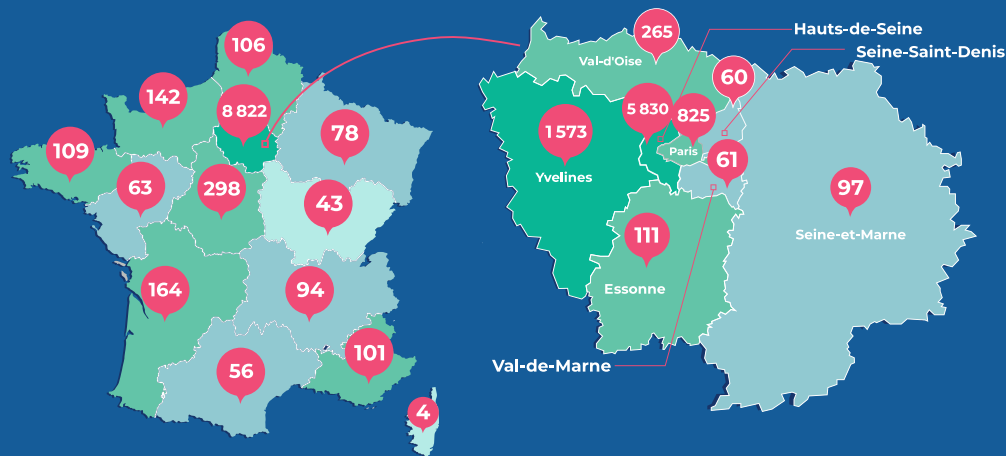 106
142
8 822
109
78
63
298
43
164
94
101
56
4
265
Hauts-de-Seine
Seine-Saint-Denis
Val-d'Oise
60
5 830
825
1 573
Paris
61
Yvelines
97
111
Seine-et-Marne
Essonne
Val-de-Marne